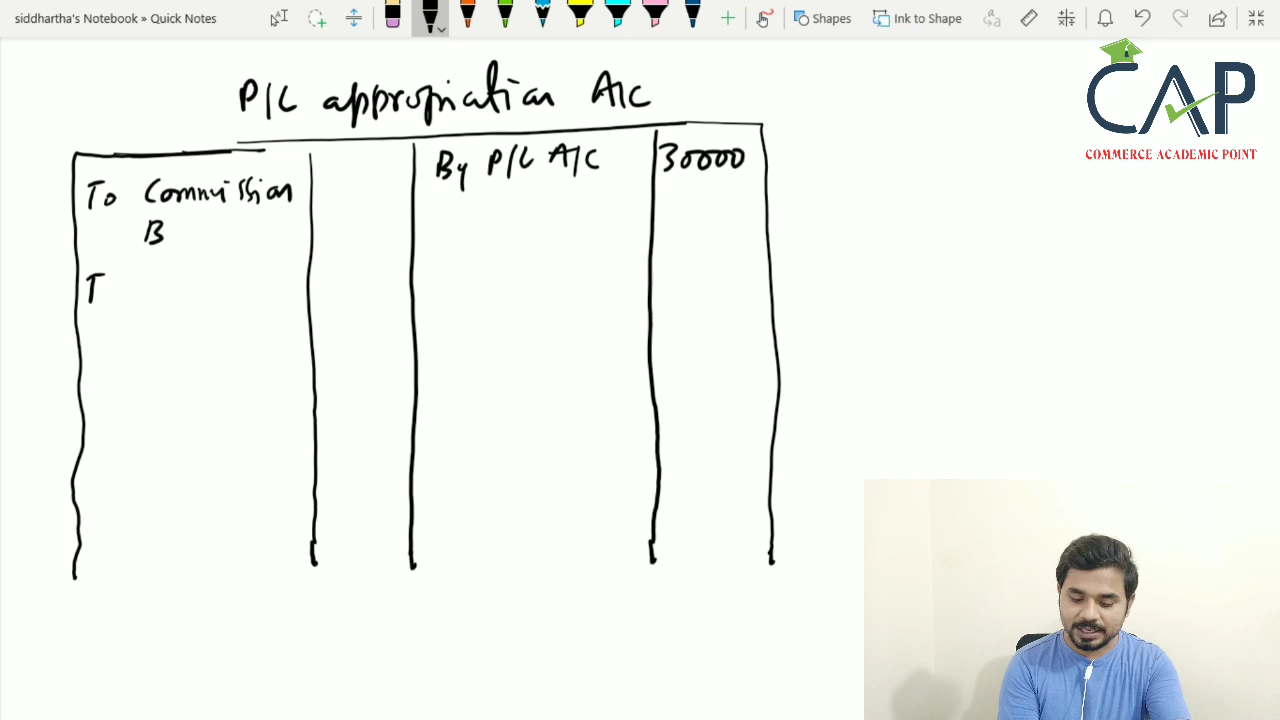 siddhartha's Notebook » Quick Notes
Shapes
Ink to Shape
CAP
COMMERCE ACADEMIC POINT
P/L appropriation A/C
By P/L A/C 30000
To Commission
B
T